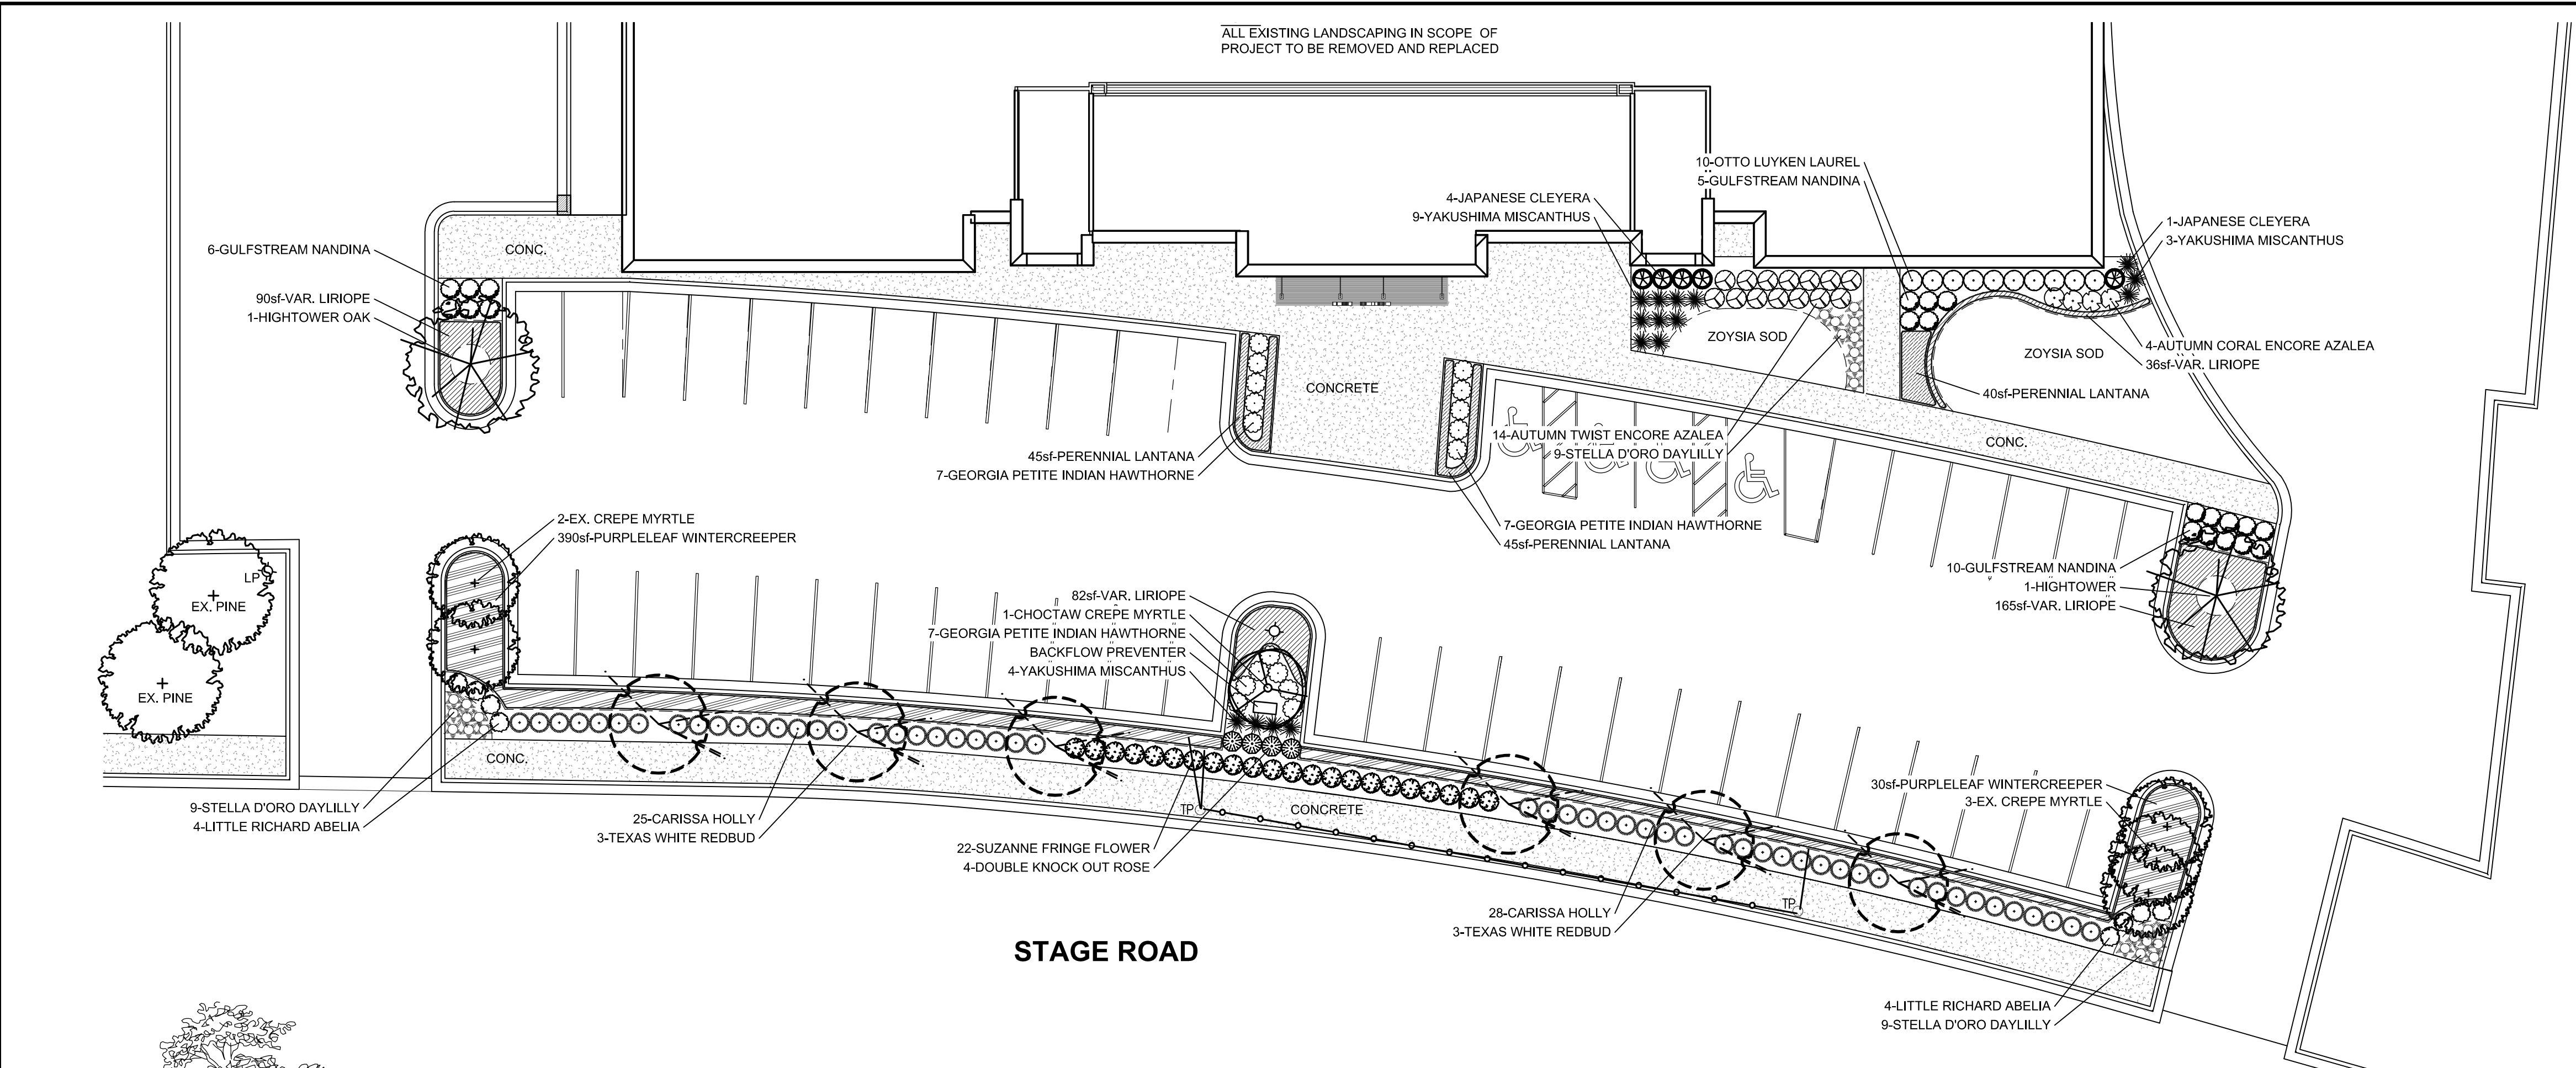 ALL EXISTING LANDSCAPING IN SCOPE OF
PROJECT TO BE REMOVED AND REPLACED
10-OTTO LUYKEN LAUREL
5-GULFSTREAM NANDINA
4-JAPANESE CLEYERA
9-YAKUSHIMA MISCANTHUS
1-JAPANESE CLEYERA
3-YAKUSHIMA MISCANTHUS
6-GULFSTREAM NANDINA
CONC.
90sf-VAR. LIRIOPE
1-HIGHTOWER OAK
ZOYSIA SOD
ZOYSIA SOD
4-AUTUMN CORAL ENCORE AZALEA
36sf-VAR. LIRIOPE
CONCRETE
40sf-PERENNIAL LANTANA
14-AUTUMN TWIST ENCORE AZALEA
9-STELLA D'ORO DAYLILLY
CONC.
45sf-PERENNIAL LANTANA
7-GEORGIA PETITE INDIAN HAWTHORNE
2-EX. CREPE MYRTLE
390sf-PURPLELEAF WINTERCREEPER
7-GEORGIA PETITE INDIAN HAWTHORNE
45sf-PERENNIAL LANTANA
LP
EX. PINE
10-GULFSTREAM NANDINA
1-HIGHTOWER
165sf-VAR. LIRIOPE
82sf-VAR. LIRIOPE
1-CHOCTAW CREPE MYRTLE
7-GEORGIA PETITE INDIAN HAWTHORNE
BACKFLOW PREVENTER
4-YAKUSHIMA MISCANTHUS
EX. PINE
CONC.
30sf-PURPLELEAF WINTERCREEPER
3-EX. CREPE MYRTLE
9-STELLA D'ORO DAYLILLY
4-LITTLE RICHARD ABELIA
25-CARISSA HOLLY
3-TEXAS WHITE REDBUD
TP
CONCRETE
22-SUZANNE FRINGE FLOWER
4-DOUBLE KNOCK OUT ROSE
TP
28-CARISSA HOLLY
3-TEXAS WHITE REDBUD
STAGE ROAD
4-LITTLE RICHARD ABELIA
9-STELLA D'ORO DAYLILLY